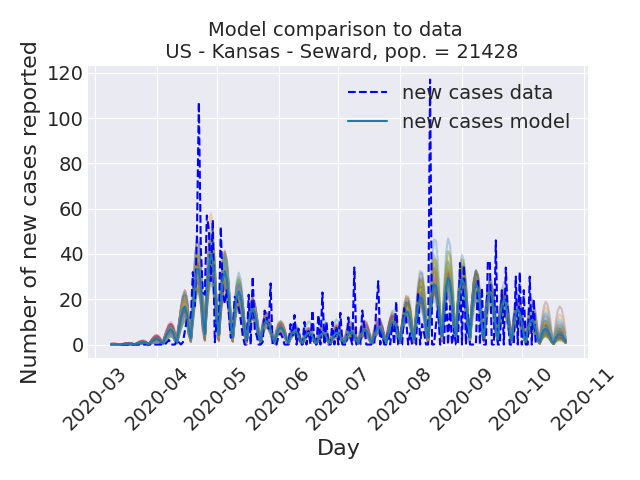 Model comparison to data
US - Kansas - Seward, pop. = 21428
Number of new cases reported
120
100
80
60
40
20
0
new cases data
new cases model
2020-03
2020-04
2020-05
2020-06
2020-07
2020-08
2020-09
2020-10
2020-11
Day